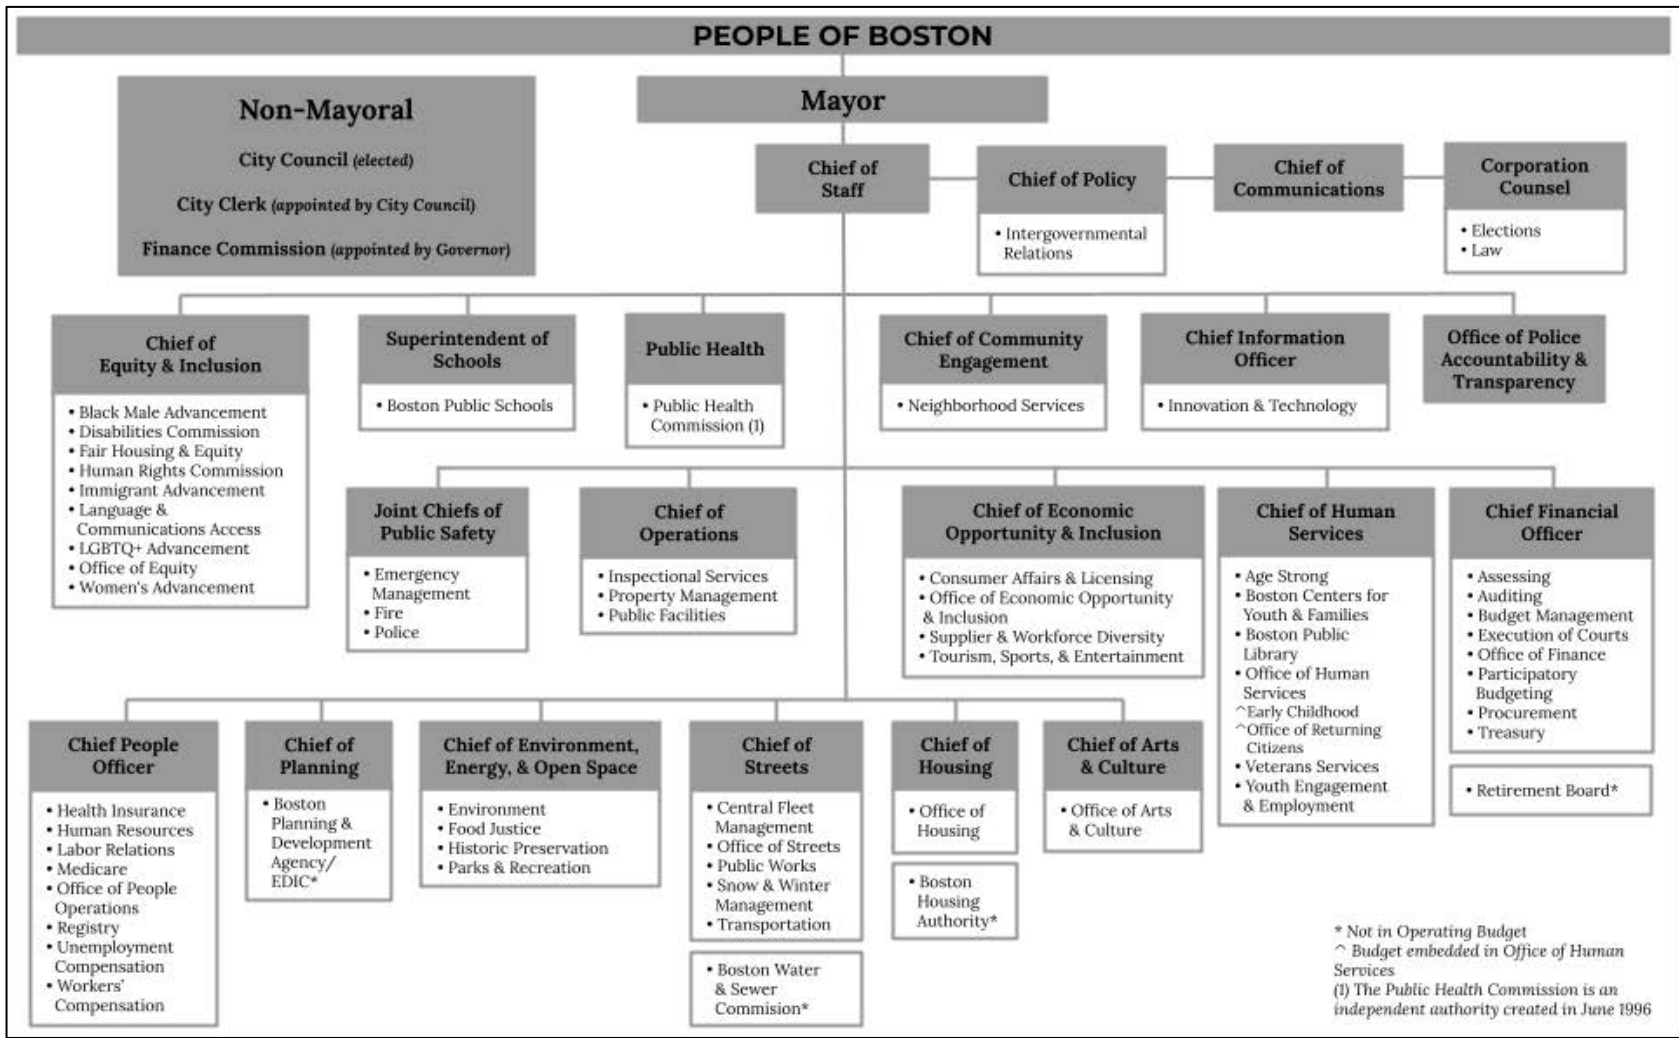 PEOPLE OF BOSTON
Non-Mayoral
City Council (elected)
City Clerk (appointed by City Council)
Finance Commission (appointed by Governor)
Mayor
Chief of
Staff
Chief of Policy
• Intergovernmental
Relations
Chief of
Communications
Corporation
Counsel
• Elections
• Law
Chief of
Equity & Inclusion
• Black Male Advancement
• Disabilities Commission
• Fair Housing & Equity
• Human Rights Commission
• Immigrant Advancement
• Language &
Communications Access
• LGBTQ+ Advancement
• Office of Equity
• Women's Advancement
Superintendent of
Schools
• Boston Public Schools
Public Health
• Public Health
Commission (1)
Chief of Community
Engagement
• Neighborhood Services
Chief Information
Officer
• Innovation & Technology
Office of Police
Accountability &
Transparency
Joint Chiefs of
Public Safety
• Emergency
Management
• Fire
• Police
Chief of
Operations
• Inspectional Services
• Property Management
• Public Facilities
Chief of Economic
Opportunity & Inclusion
• Consumer Affairs & Licensing
• Office of Economic Opportunity
& Inclusion
• Supplier & Workforce Diversity
• Tourism, Sports, & Entertainment
Chief of Human
Services
• Age Strong
• Boston Centers for
Youth & Families
• Boston Public
Library
• Office of Human
Services
^Early Childhood
^Office of Returning
Citizens
• Veterans Services
• Youth Engagement
& Employment
Chief Financial
Officer
• Assessing
• Auditing
• Budget Management
• Execution of Courts
• Office of Finance
• Participatory
Budgeting
• Procurement
• Treasury
• Retirement Board*
Chief People
Officer
• Health Insurance
• Human Resources
• Labor Relations
• Medicare
• Office of People
Operations
• Registry
• Unemployment
Compensation
• Workers'
Compensation
Chief of
Planning
• Boston
Planning &
Development
Agency/
EDIC*
Chief of Environment,
Energy, & Open Space
• Environment
• Food Justice
• Historic Preservation
• Parks & Recreation
Chief of
Streets
• Central Fleet
Management
• Office of Streets
• Public Works
• Snow & Winter
Management
• Transportation
• Boston Water
& Sewer
Commision*
Chief of
Housing
• Office of
Housing
• Boston
Housing
Authority*
Chief of Arts
& Culture
• Office of Arts
& Culture
* Not in Operating Budget
^ Budget embedded in Office of Human
Services
(1) The Public Health Commission is an
independent authority created in June 1996